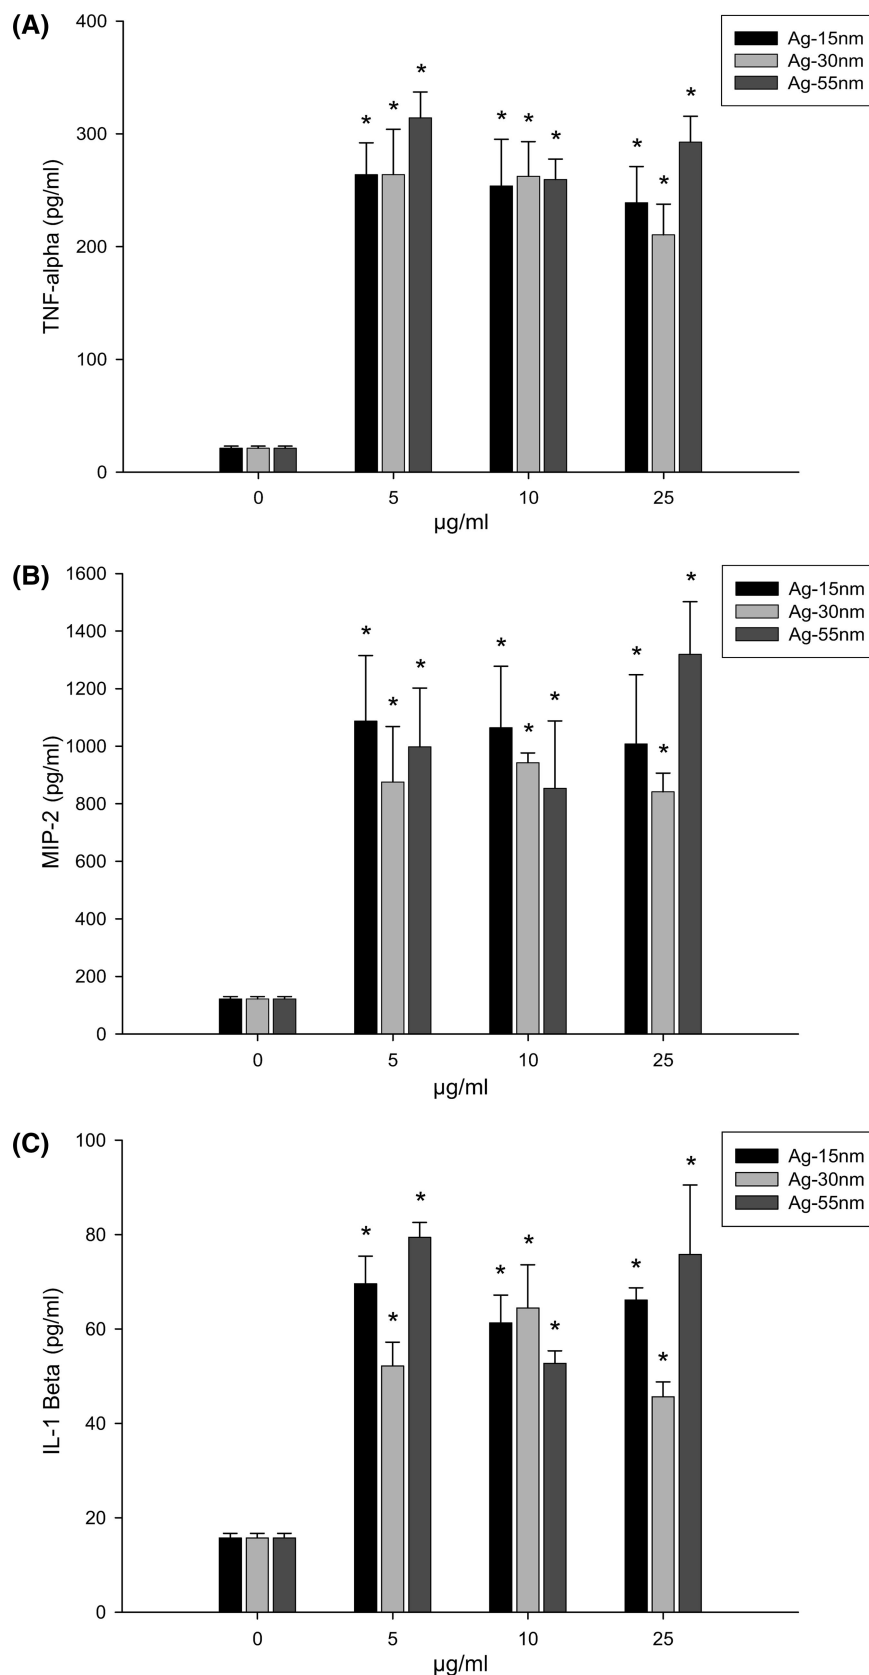 (A)
400
300
200
100
0
TNF-alpha (pg/ml)
Ag-15nm
Ag-30nm
Ag-55nm
* * *
* * *
* * *
0 5 10 25
µg/ml
(B)
1600
1400
1200
1000
800
600
400
200
0
MIP-2 (pg/ml)
Ag-15nm
Ag-30nm
Ag-55nm
* * *
* * *
* * *
0 5 10 25
µg/ml
(C)
100
80
60
40
20
0
IL-1 Beta (pg/ml)
Ag-15nm
Ag-30nm
Ag-55nm
* * *
* * *
* * *
0 5 10 25
µg/ml